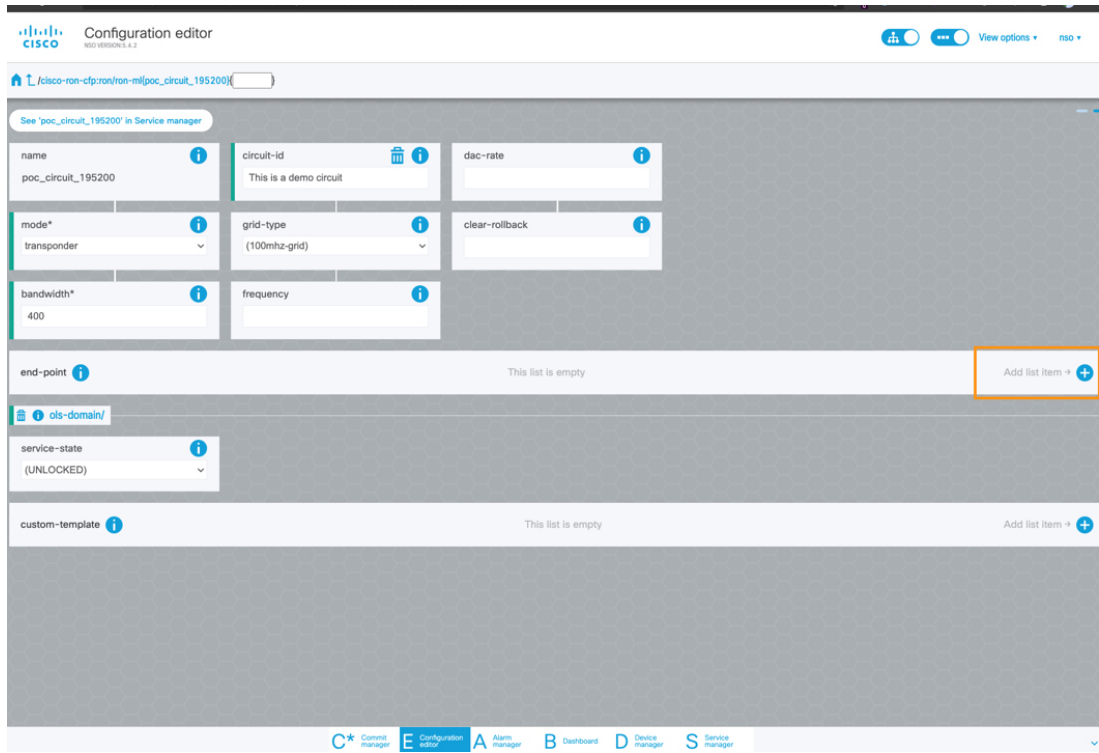 CISCO
Configuration editor
NSO VERSION:5.4.2
View options
nso
/cisco-ron-cfp:ron/ron-ml{poc_circuit_195200}{ }
See 'poc_circuit_195200' in Service manager
name
poc_circuit_195200
circuit-id
This is a demo circuit
dac-rate
mode*
transponder
grid-type
(100mhz-grid)
clear-rollback
bandwidth*
400
frequency
end-point
This list is empty
Add list item
ols-domain/
service-state
(UNLOCKED)
custom-template
This list is empty
Add list item
C* Commit manager
E Configuration editor
A Alarm manager
B Dashboard
D Device manager
S Service manager